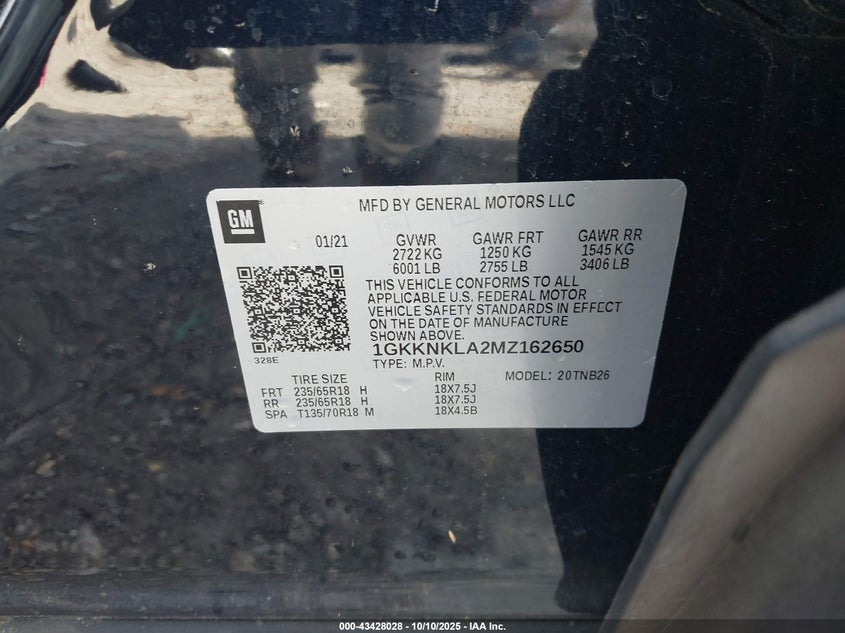 MFD BY GENERAL MOTORS LLC
GM
01/21 GVWR GAWR FRT GAWR RR
2722 KG 1250 KG 1545 KG
6001 LB 2755 LB 3406 LB
THIS VEHICLE CONFORMS TO ALL
APPLICABLE U.S. FEDERAL MOTOR
VEHICLE SAFETY STANDARDS IN EFFECT
ON THE DATE OF MANUFACTURE
SHOWN ABOVE.
328E
1GKKNKLA2MZ162650
TYPE: M.P.V.
TIRE SIZE RIM MODEL: 20TNB26
FRT 235/65R18 H 18X7.5J
RR 235/65R18 H 18X7.5J
SPA T135/70R18 M 18X4.5B
000-43428028 - 10/10/2025 - IAA Inc.